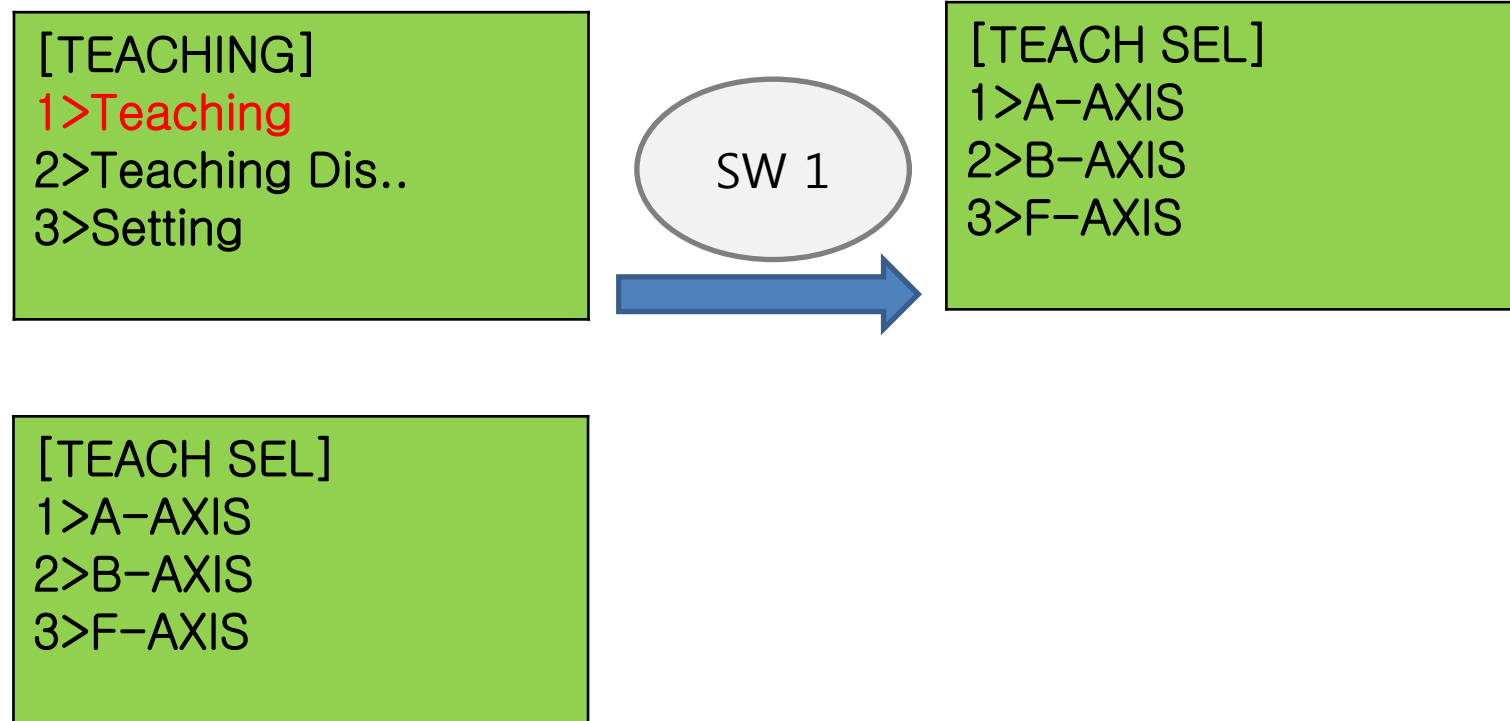 [TEACHING]
1>Teaching
2>Teaching Dis..
3>Setting
SW 1
[TEACH SEL]
1>A-AXIS
2>B-AXIS
3>F-AXIS
[TEACH SEL]
1>A-AXIS
2>B-AXIS
3>F-AXIS